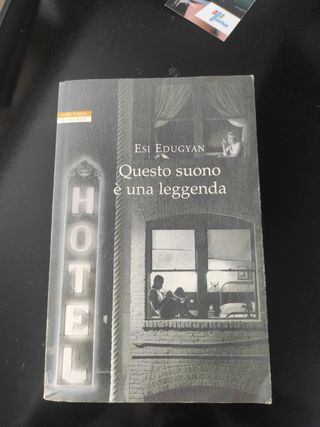 Esi Edugyan
Questo suono
è una leggenda
HOTEL